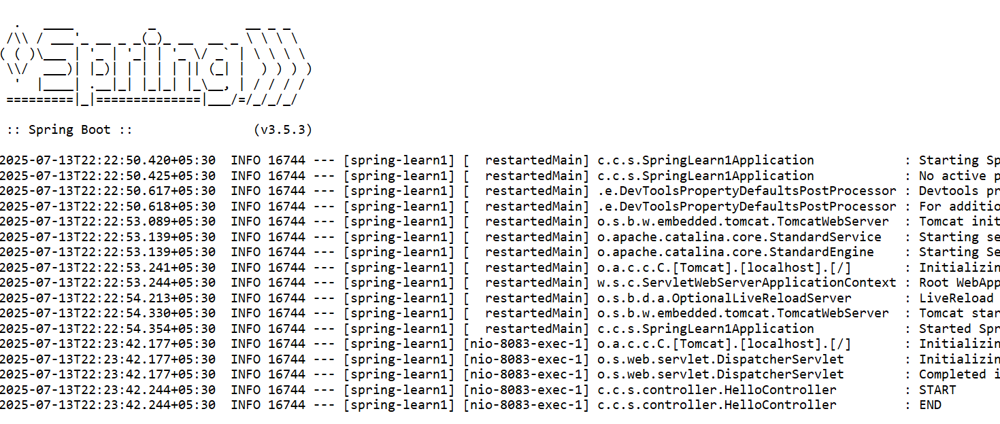 .   ____          _            __ _ _
 /\\ / ___'_ __ _ _(_)_ __  __ _ \ \ \ \
( ( )\___ | '_ | '_| | '_ \/ _` | \ \ \ \
 \\/  ___)| |_)| | | | | || (_| |  ) ) ) )
  '  |____| .__|_| |_|_| |_\__, | / / / /
 =========|_|==============|___/=/_/_/_/

 :: Spring Boot ::                (v3.5.3)

2025-07-13T22:22:50.420+05:30  INFO 16744 --- [spring-learn1] [  restartedMain] c.c.s.SpringLearn1Application            : Starting Sp
2025-07-13T22:22:50.425+05:30  INFO 16744 --- [spring-learn1] [  restartedMain] c.c.s.SpringLearn1Application            : No active p
2025-07-13T22:22:50.617+05:30  INFO 16744 --- [spring-learn1] [  restartedMain] .e.DevToolsPropertyDefaultsPostProcessor : Devtools pr
2025-07-13T22:22:50.618+05:30  INFO 16744 --- [spring-learn1] [  restartedMain] .e.DevToolsPropertyDefaultsPostProcessor : For additio
2025-07-13T22:22:53.089+05:30  INFO 16744 --- [spring-learn1] [  restartedMain] o.s.b.w.embedded.tomcat.TomcatWebServer  : Tomcat init
2025-07-13T22:22:53.139+05:30  INFO 16744 --- [spring-learn1] [  restartedMain] o.apache.catalina.core.StandardService   : Starting se
2025-07-13T22:22:53.139+05:30  INFO 16744 --- [spring-learn1] [  restartedMain] o.apache.catalina.core.StandardEngine    : Starting Se
2025-07-13T22:22:53.241+05:30  INFO 16744 --- [spring-learn1] [  restartedMain] o.a.c.c.C.[Tomcat].[localhost].[/]       : Initializin
2025-07-13T22:22:53.244+05:30  INFO 16744 --- [spring-learn1] [  restartedMain] w.s.c.ServletWebServerApplicationContext : Root WebApp
2025-07-13T22:22:54.213+05:30  INFO 16744 --- [spring-learn1] [  restartedMain] o.s.b.d.a.OptionalLiveReloadServer       : LiveReload
2025-07-13T22:22:54.330+05:30  INFO 16744 --- [spring-learn1] [  restartedMain] o.s.b.w.embedded.tomcat.TomcatWebServer  : Tomcat star
2025-07-13T22:22:54.354+05:30  INFO 16744 --- [spring-learn1] [  restartedMain] c.c.s.SpringLearn1Application            : Started Spr
2025-07-13T22:23:42.177+05:30  INFO 16744 --- [spring-learn1] [nio-8083-exec-1] o.a.c.c.C.[Tomcat].[localhost].[/]       : Initializin
2025-07-13T22:23:42.177+05:30  INFO 16744 --- [spring-learn1] [nio-8083-exec-1] o.s.web.servlet.DispatcherServlet        : Initializin
2025-07-13T22:23:42.177+05:30  INFO 16744 --- [spring-learn1] [nio-8083-exec-1] o.s.web.servlet.DispatcherServlet        : Completed i
2025-07-13T22:23:42.244+05:30  INFO 16744 --- [spring-learn1] [nio-8083-exec-1] c.c.s.controller.HelloController         : START
2025-07-13T22:23:42.244+05:30  INFO 16744 --- [spring-learn1] [nio-8083-exec-1] c.c.s.controller.HelloController         : END